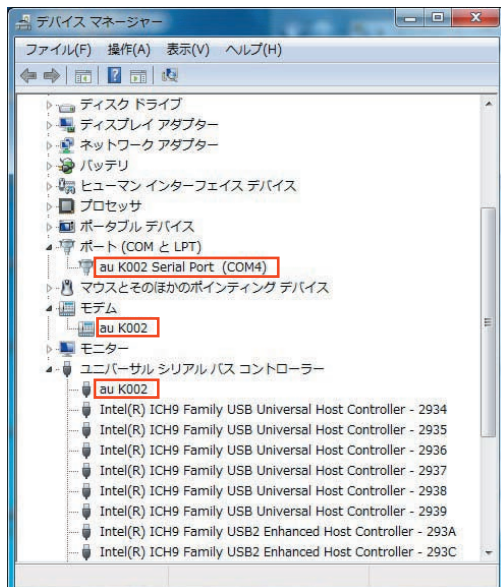 デバイス マネージャー
ファイル(F) 操作(A) 表示(V) ヘルプ(H)
ディスク ドライブ
ディスプレイ アダプター
ネットワーク アダプター
バッテリ
ヒューマン インターフェイス デバイス
プロセッサ
ポータブル デバイス
ポート (COM と LPT)
au K002 Serial Port (COM4)
マウスとそのほかのポインティング デバイス
モデム
au K002
モニター
ユニバーサル シリアル バス コントローラー
au K002
Intel(R) ICH9 Family USB Universal Host Controller - 2934
Intel(R) ICH9 Family USB Universal Host Controller - 2935
Intel(R) ICH9 Family USB Universal Host Controller - 2936
Intel(R) ICH9 Family USB Universal Host Controller - 2937
Intel(R) ICH9 Family USB Universal Host Controller - 2938
Intel(R) ICH9 Family USB Universal Host Controller - 2939
Intel(R) ICH9 Family USB2 Enhanced Host Controller - 293A
Intel(R) ICH9 Family USB2 Enhanced Host Controller - 293C